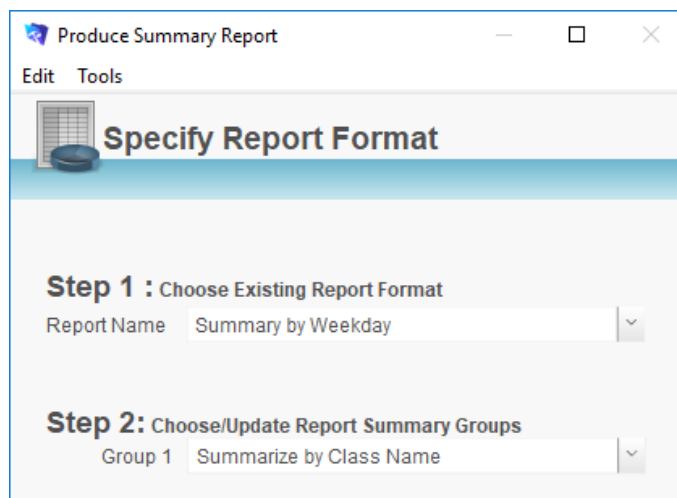 Produce Summary Report
Edit Tools
Specify Report Format
Step 1 : Choose Existing Report Format
Report Name Summary by Weekday
Step 2: Choose/Update Report Summary Groups
Group 1 Summarize by Class Name